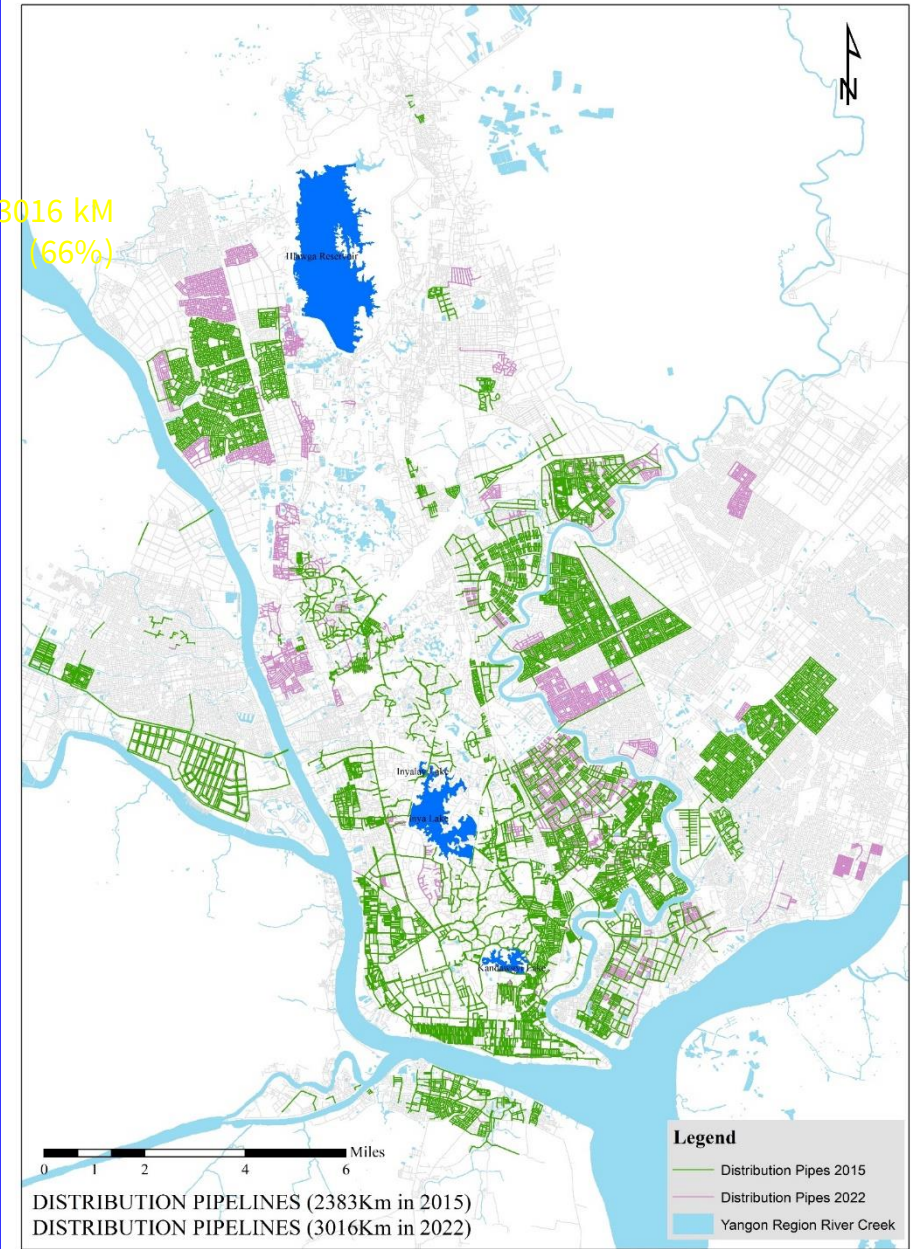 N
3016 kM
(66%)
Hlawga Reservoir
Inya Lake
Kandawgyi Lake
Miles
0 1 2 4 6
DISTRIBUTION PIPELINES (2383Km in 2015)
DISTRIBUTION PIPELINES (3016Km in 2022)
Legend
Distribution Pipes 2015
Distribution Pipes 2022
Yangon Region River Creek